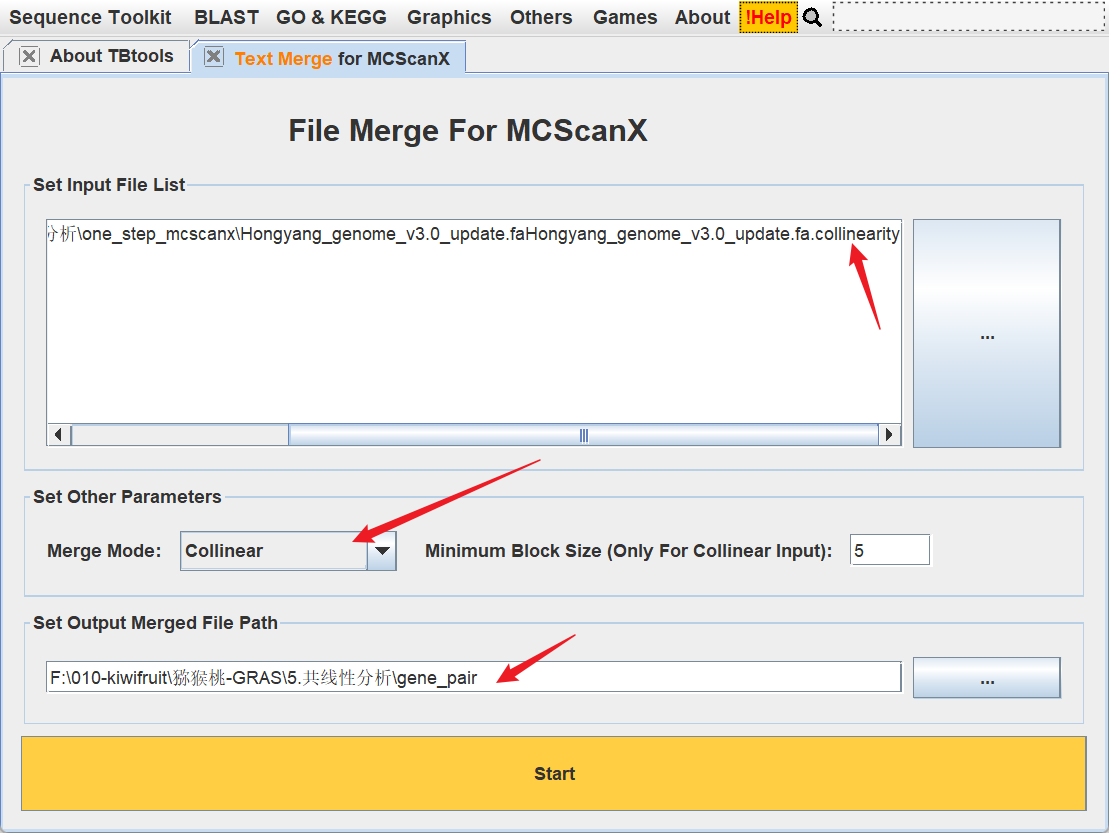 Sequence Toolkit BLAST GO & KEGG Graphics Others Games About !Help
About TBtools Text Merge for MCScanX
File Merge For MCScanX
Set Input File List
分析\one_step_mcscanx\Hongyang_genome_v3.0_update.faHongyang_genome_v3.0_update.fa.collinearity
...
Set Other Parameters
Merge Mode: Collinear Minimum Block Size (Only For Collinear Input): 5
Set Output Merged File Path
F:\010-kiwifruit\猕猴桃-GRAS\5.共线性分析\gene_pair ...
Start